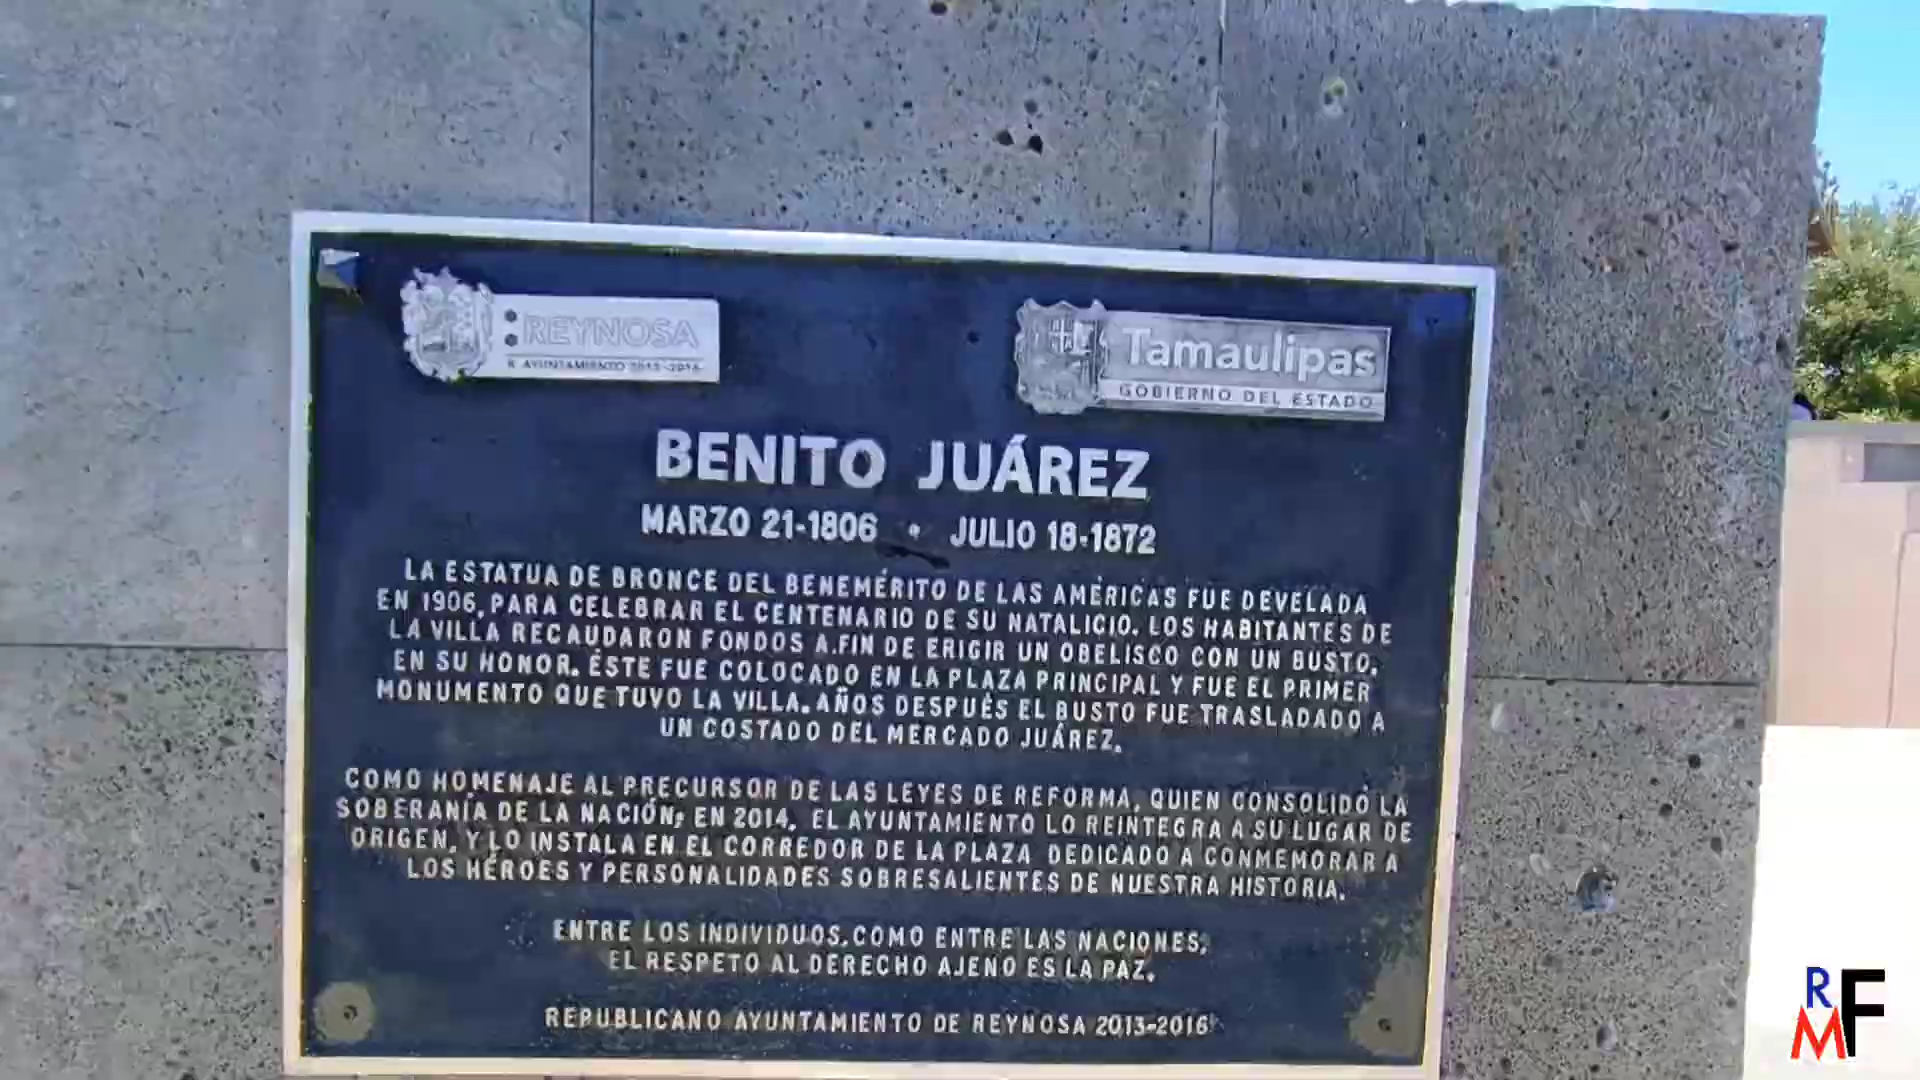 REYNOSA
R. AYUNTAMIENTO 2013-2016
Tamaulipas
GOBIERNO DEL ESTADO
BENITO JUÁREZ
MARZO 21-1806 • JULIO 18-1872
LA ESTATUA DE BRONCE DEL BENEMÉRITO DE LAS AMÉRICAS FUE DEVELADA
EN 1906, PARA CELEBRAR EL CENTENARIO DE SU NATALICIO. LOS HABITANTES DE
LA VILLA RECAUDARON FONDOS A.FIN DE ERIGIR UN OBELISCO CON UN BUSTO,
EN SU HONOR. ÉSTE FUE COLOCADO EN LA PLAZA PRINCIPAL Y FUE EL PRIMER
MONUMENTO QUE TUVO LA VILLA. AÑOS DESPUÉS EL BUSTO FUE TRASLADADO A
UN COSTADO DEL MERCADO JUÁREZ.
COMO HOMENAJE AL PRECURSOR DE LAS LEYES DE REFORMA, QUIEN CONSOLIDÓ LA
SOBERANÍA DE LA NACIÓN; EN 2014, EL AYUNTAMIENTO LO REINTEGRA A SU LUGAR DE
ORIGEN, Y LO INSTALA EN EL CORREDOR DE LA PLAZA DEDICADO A CONMEMORAR A
LOS HÉROES Y PERSONALIDADES SOBRESALIENTES DE NUESTRA HISTORIA.
ENTRE LOS INDIVIDUOS, COMO ENTRE LAS NACIONES,
EL RESPETO AL DERECHO AJENO ES LA PAZ.
REPUBLICANO AYUNTAMIENTO DE REYNOSA 2013-2016
RMF